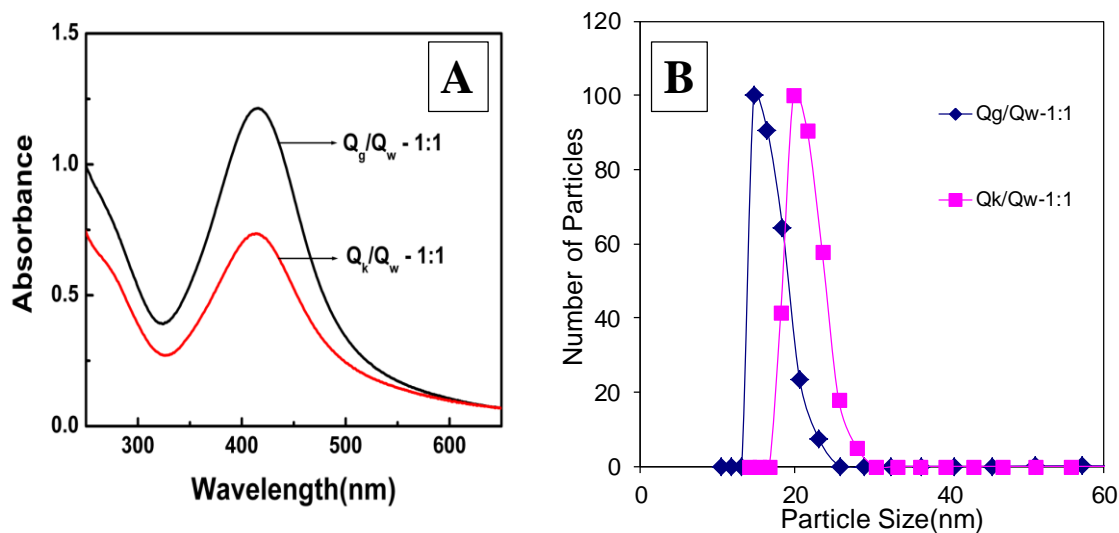 A
1.5
1.0
0.5
0.0
Absorbance
300
400
500
600
Wavelength(nm)
Qg/Qw - 1:1
Qk/Qw - 1:1
B
120
100
80
60
40
20
0
Number of Particles
0
20
40
60
Particle Size(nm)
Qg/Qw-1:1
Qk/Qw-1:1